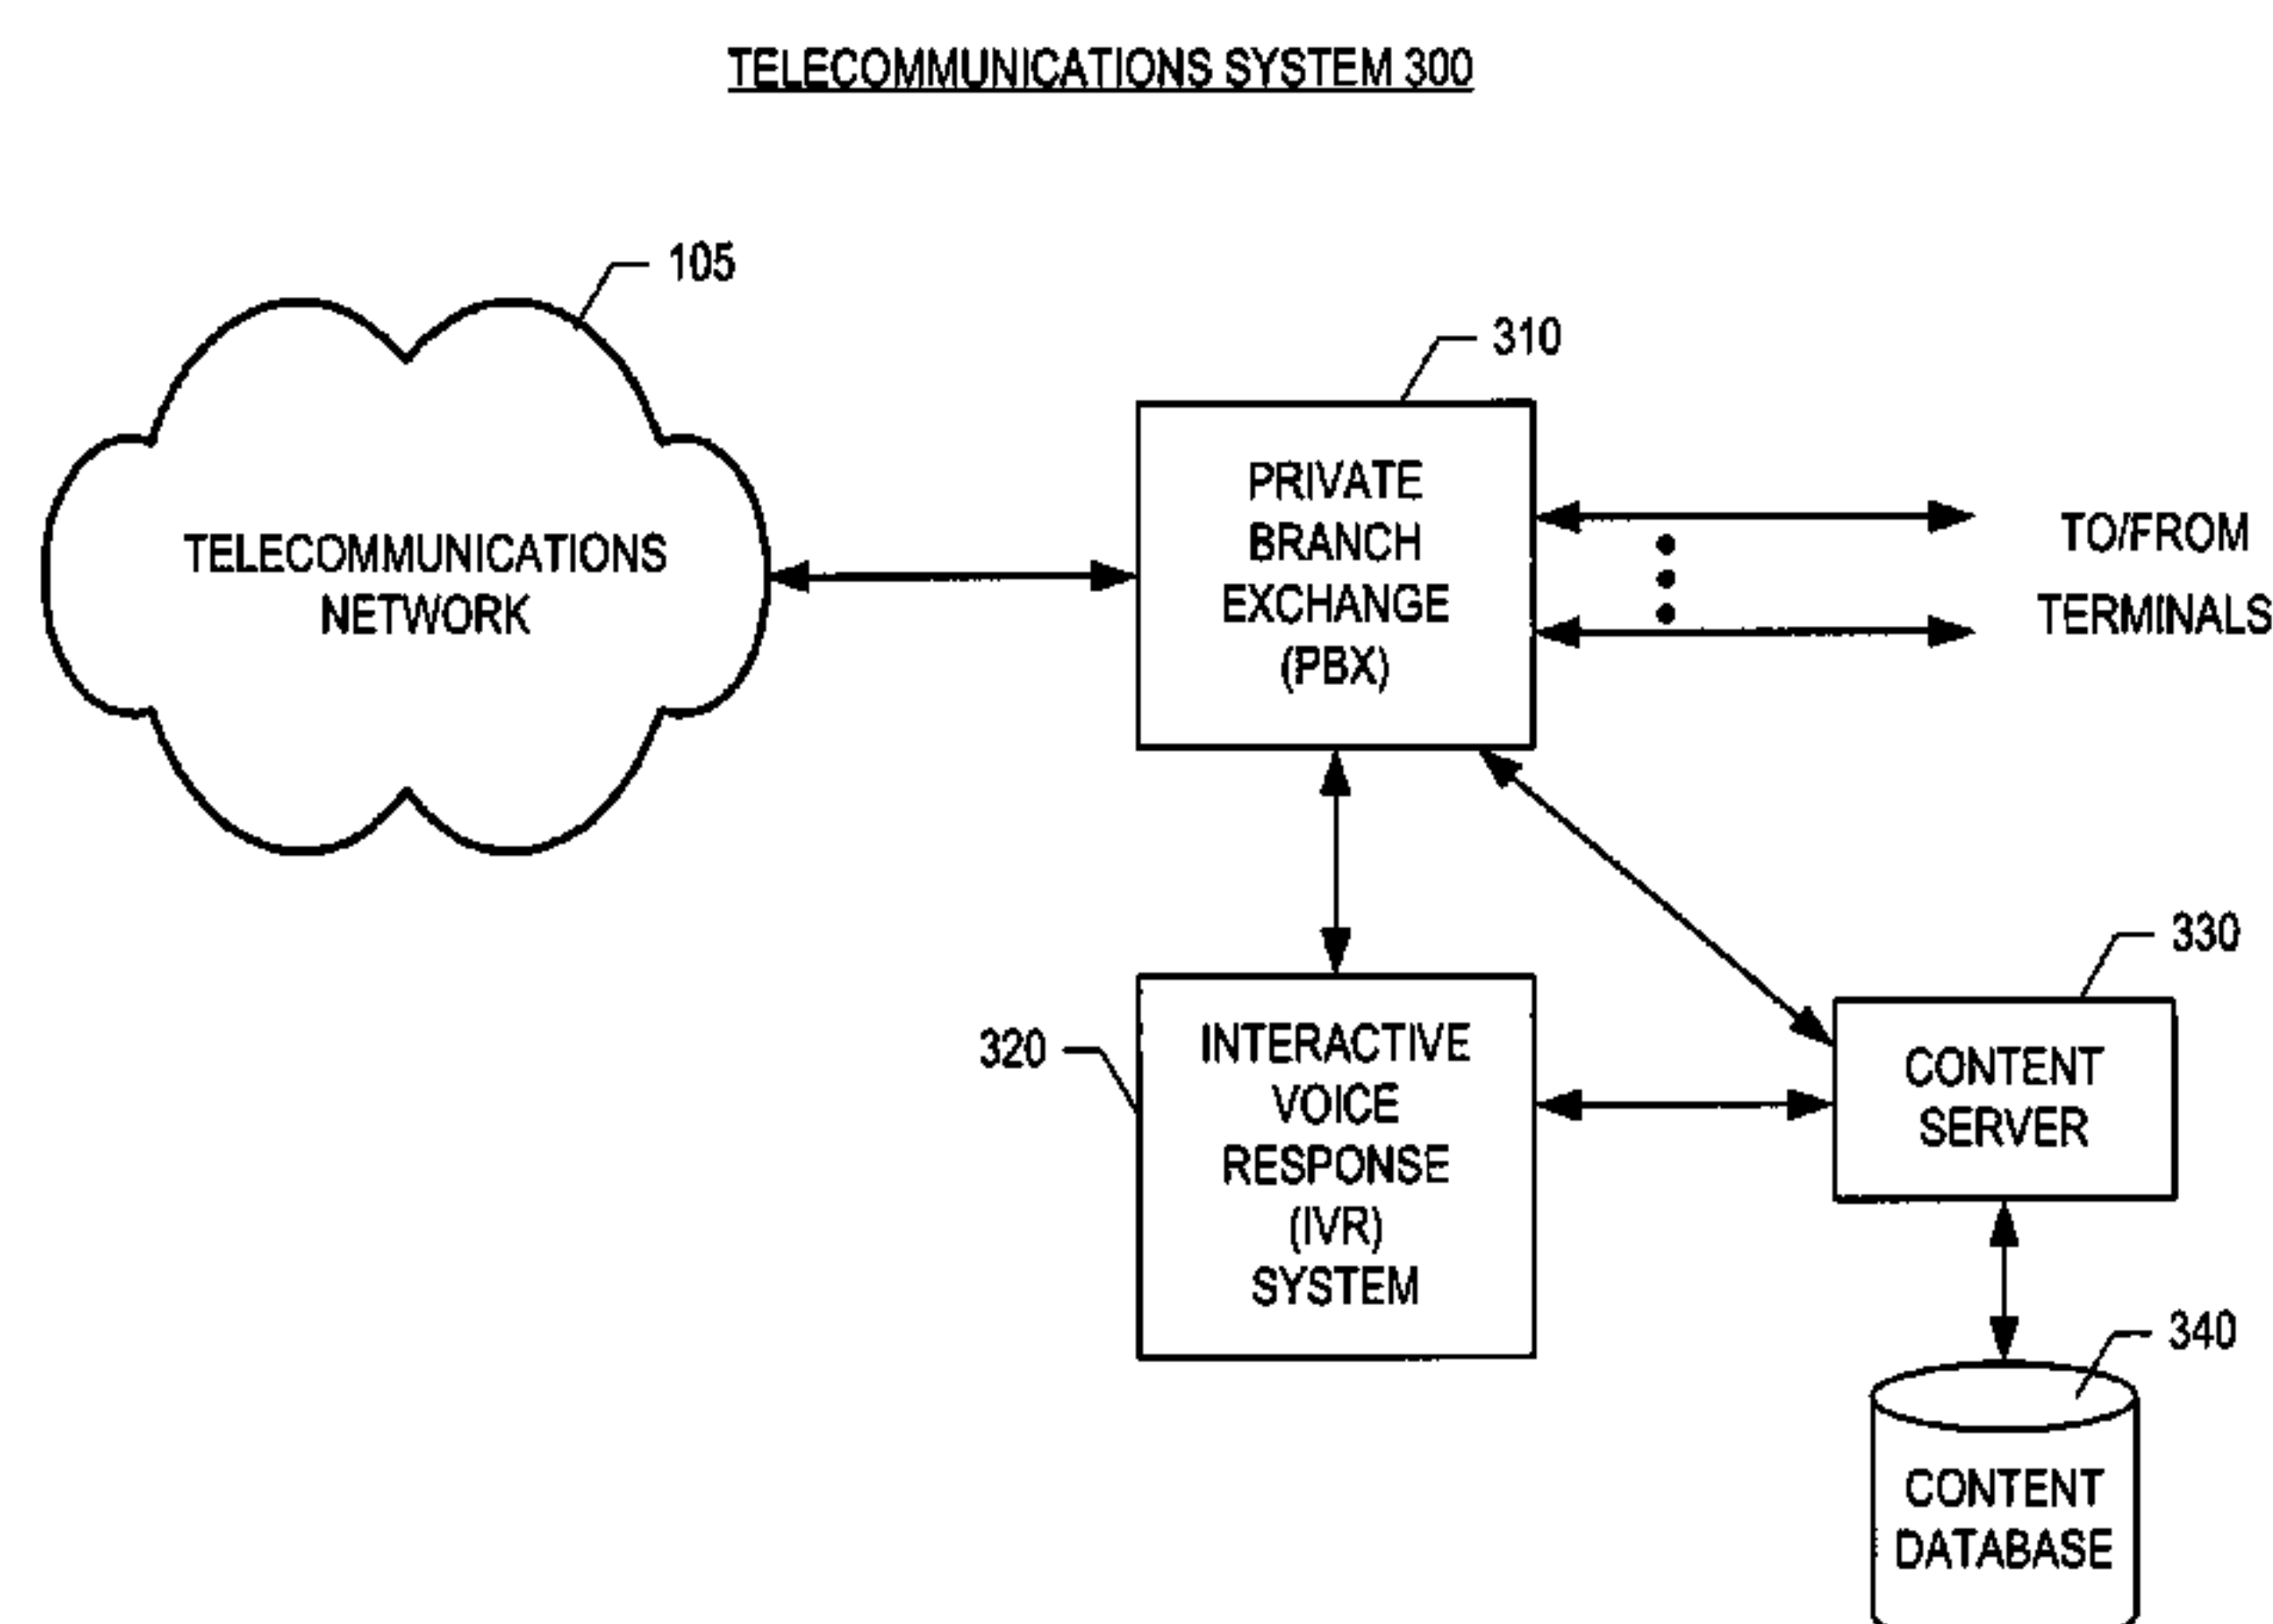 TELECOMMUNICATIONS SYSTEM 300
105
TELECOMMUNICATIONS
NETWORK
310
PRIVATE
BRANCH
EXCHANGE
(PBX)
TO/FROM
TERMINALS
320
INTERACTIVE
VOICE
RESPONSE
(IVR)
SYSTEM
330
CONTENT
SERVER
340
CONTENT
DATABASE